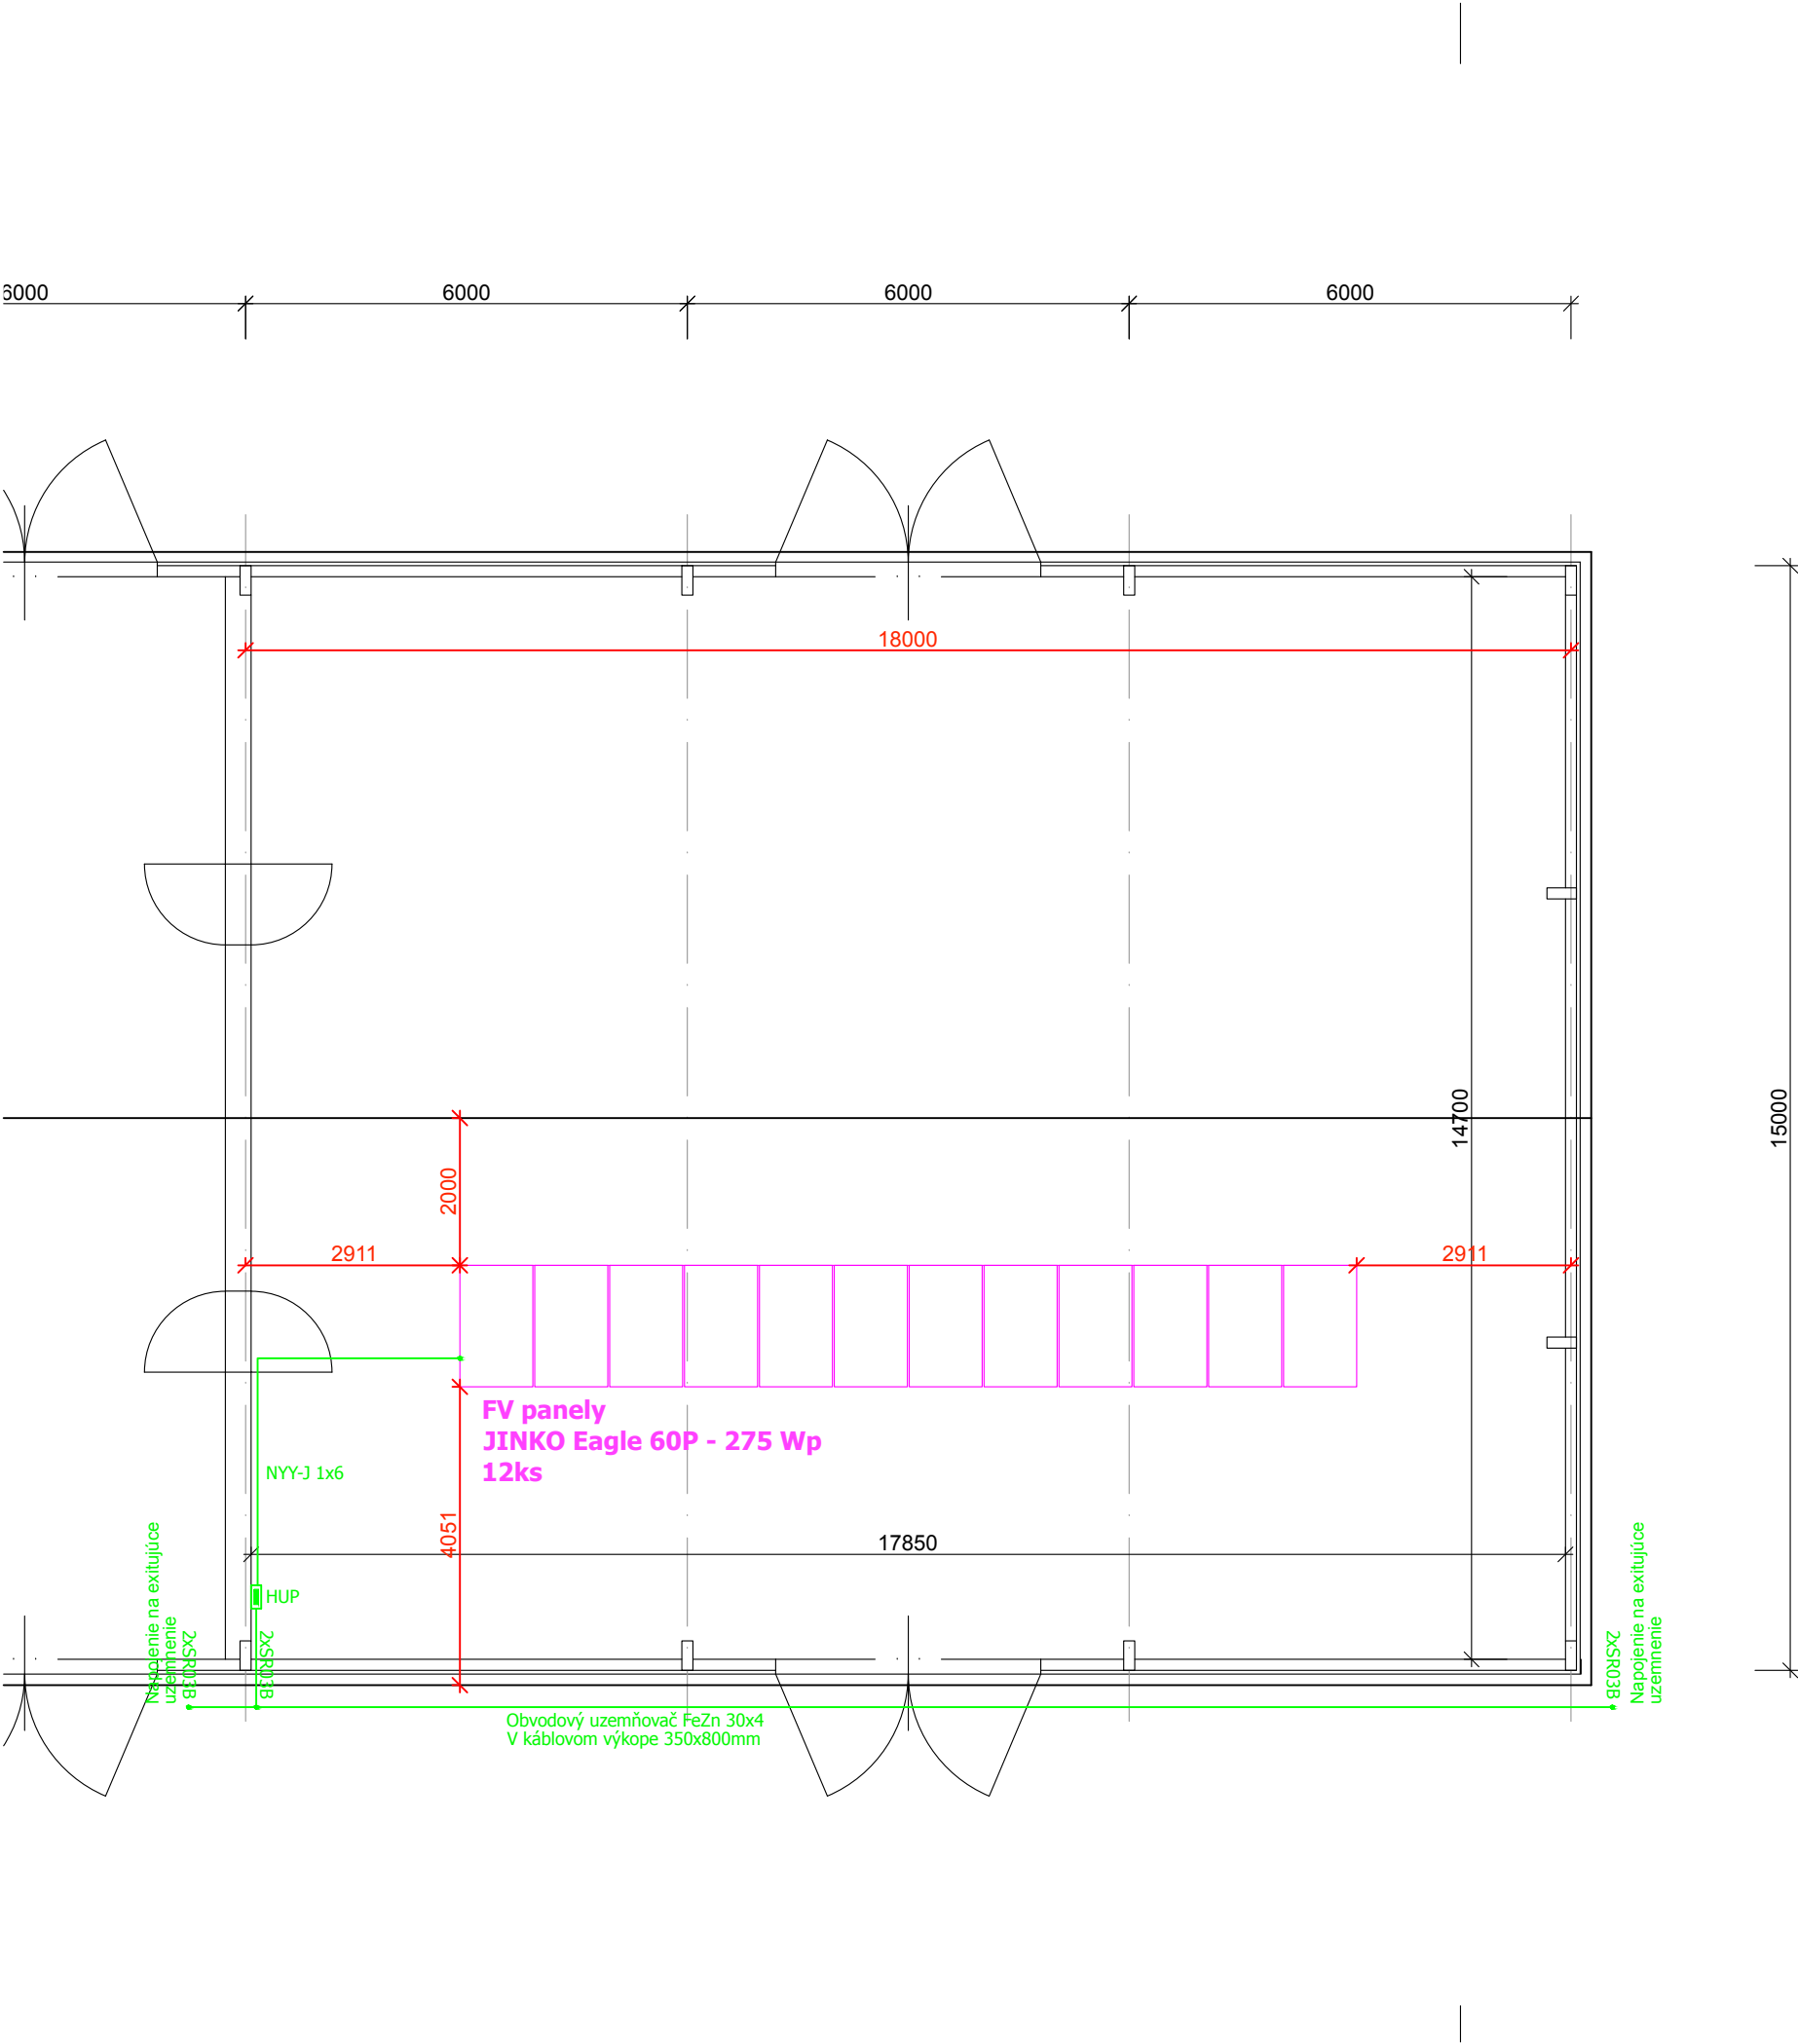 6000
6000
6000
6000
18000
14700
15000
2000
2911
2911
FV panely
JINKO Eagle 60P - 275 Wp
12ks
NYY-J 1x6
4051
17850
HUP
Napojenie na exitujúce
uzemnenie
2xSR03B
2xSR03B
2xSR03B
Napojenie na exitujúce
uzemnenie
Obvodový uzemňovač FeZn 30x4
V káblovom výkope 350x800mm